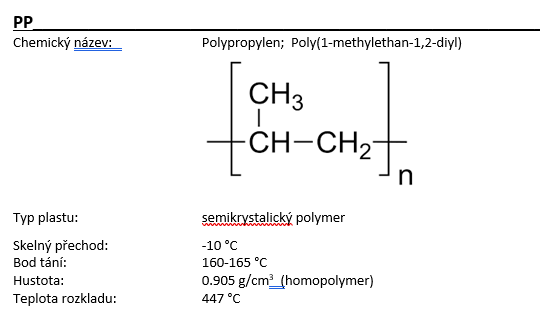 PP
Chemický název: Polypropylen; Poly(1-methylethan-1,2-diyl)
CH3
CH—CH2
n
Typ plastu: semikrystalický polymer
Skelný přechod: -10 °C
Bod tání: 160-165 °C
Hustota: 0.905 g/cm³ (homopolymer)
Teplota rozkladu: 447 °C